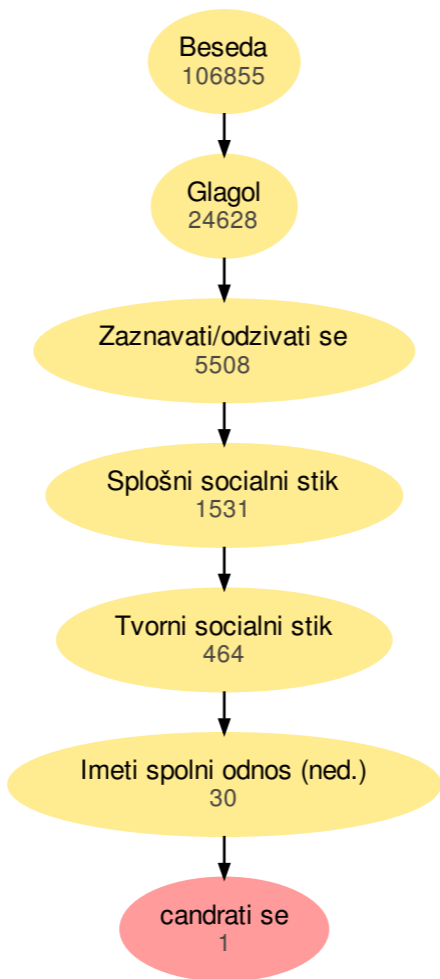 Beseda
106855
Glagol
24628
Zaznavati/odzivati se
5508
Splošni socialni stik
1531
Tvorni socialni stik
464
Imeti spolni odnos (ned.)
30
candrati se
1